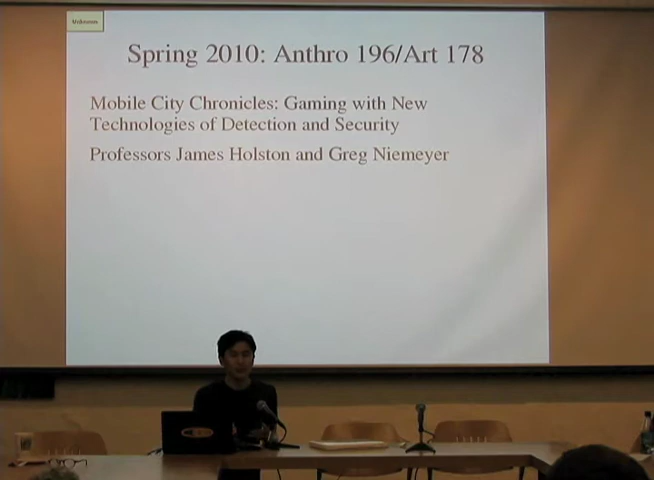 Unknown
Spring 2010: Anthro 196/Art 178
Mobile City Chronicles: Gaming with New
Technologies of Detection and Security
Professors James Holston and Greg Niemeyer